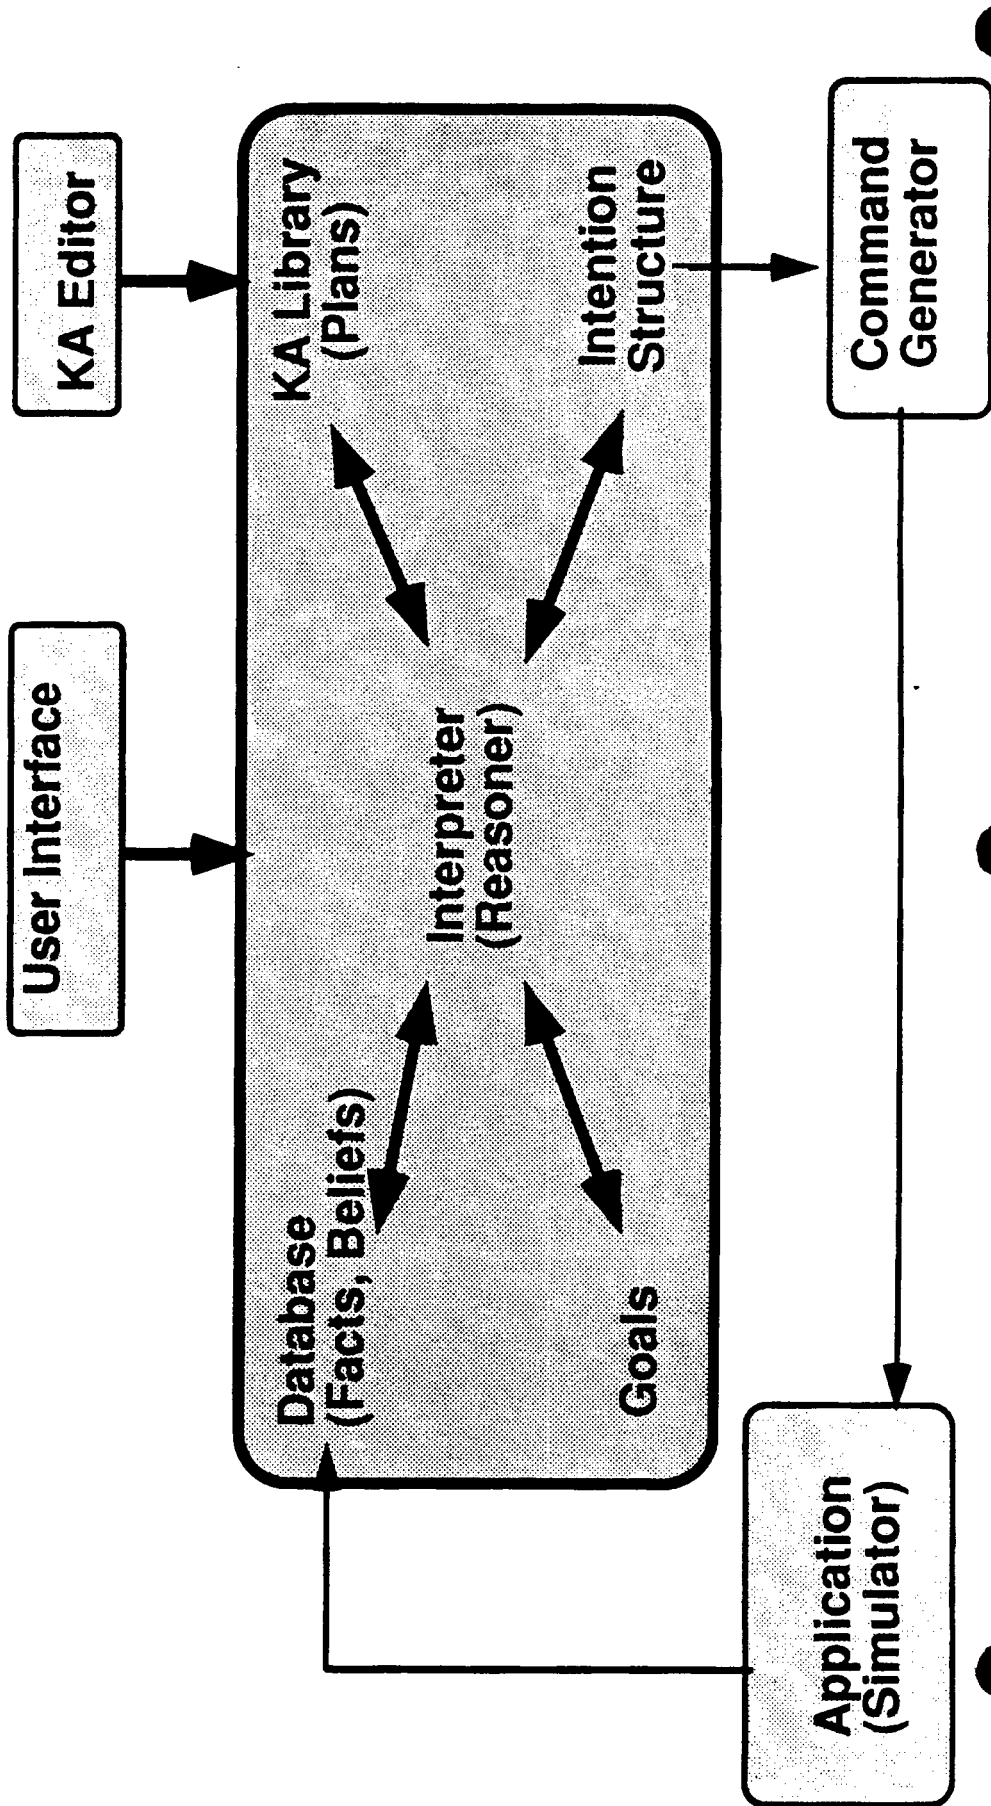 User Interface
KA Editor
Database
(Facts, Beliefs)
KA Library
(Plans)
Interpreter
(Reasoner)
Goals
Intention
Structure
Application
(Simulator)
Command
Generator